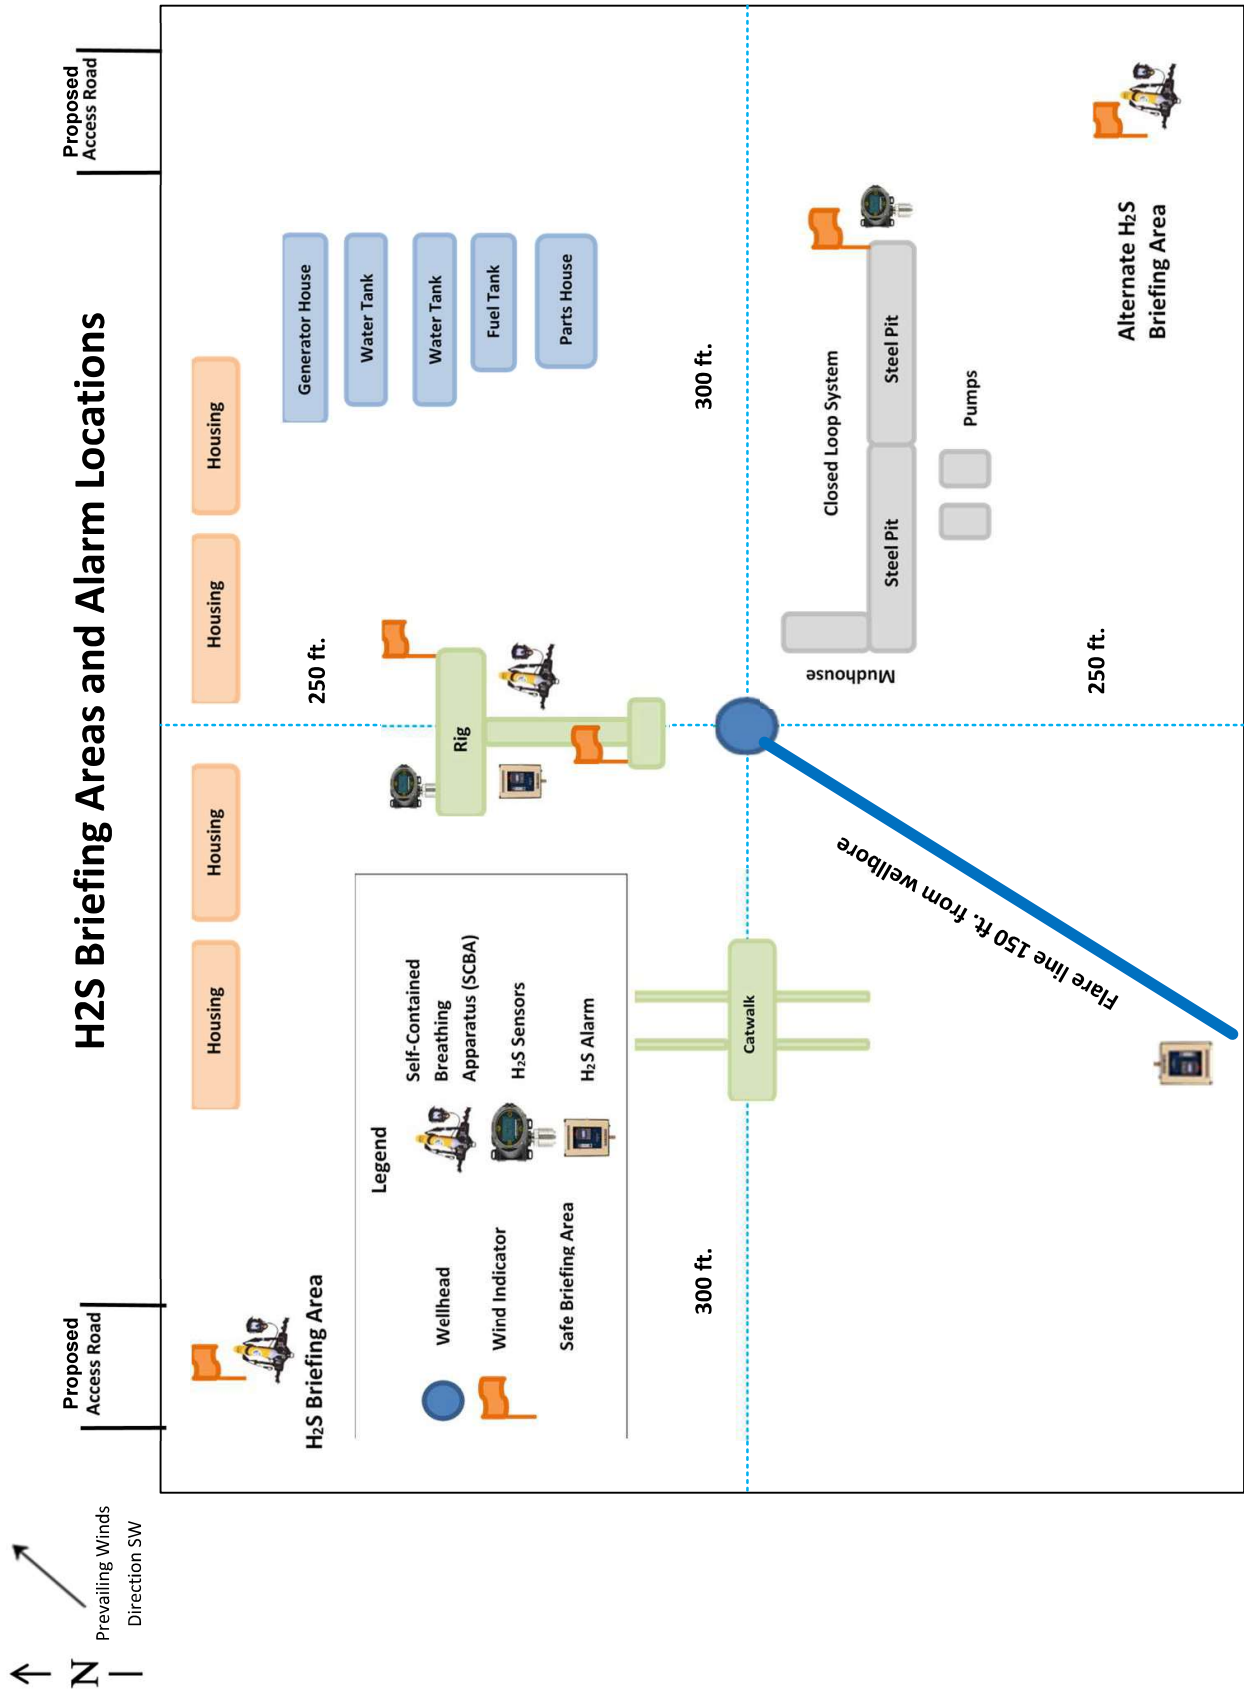 H2S Briefing Areas and Alarm Locations
N
Prevailing Winds
Direction SW
Proposed
Access Road
Proposed
Access Road
H₂S Briefing Area
Housing
Housing
Housing
Housing
250 ft.
Generator House
Water Tank
Water Tank
Fuel Tank
Parts House
Rig
Legend
Wellhead
Wind Indicator
Safe Briefing Area
Self-Contained
Breathing
Apparatus (SCBA)
H₂S Sensors
H₂S Alarm
300 ft.
300 ft.
Catwalk
Mudhouse
Closed Loop System
Steel Pit
Steel Pit
Pumps
Flare line 150 ft. from wellbore
250 ft.
Alternate H₂S
Briefing Area